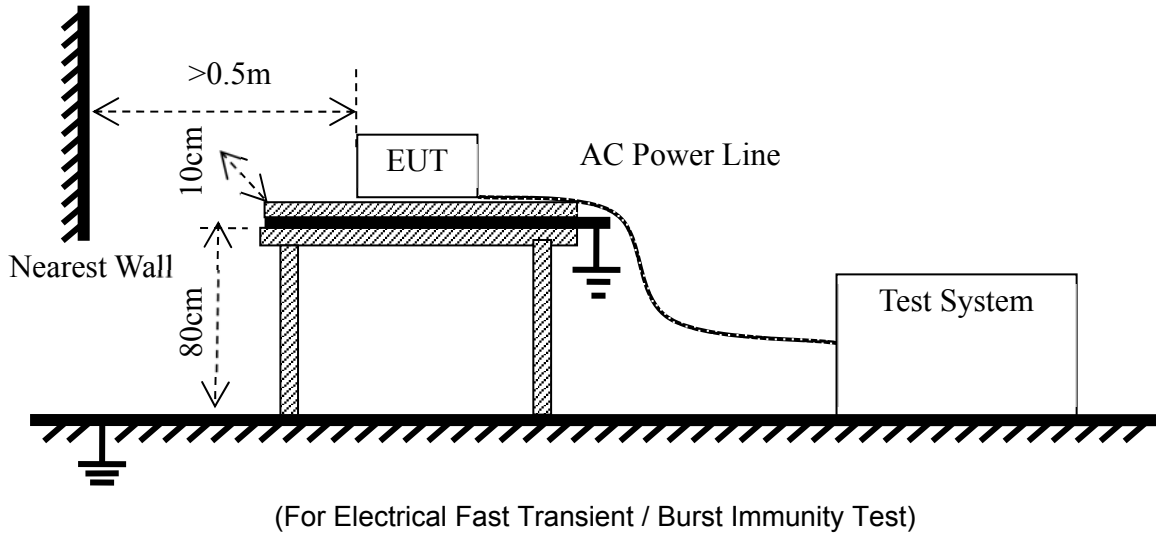 >0.5m
10cm
EUT
AC Power Line
Nearest Wall
80cm
Test System
(For Electrical Fast Transient / Burst Immunity Test)